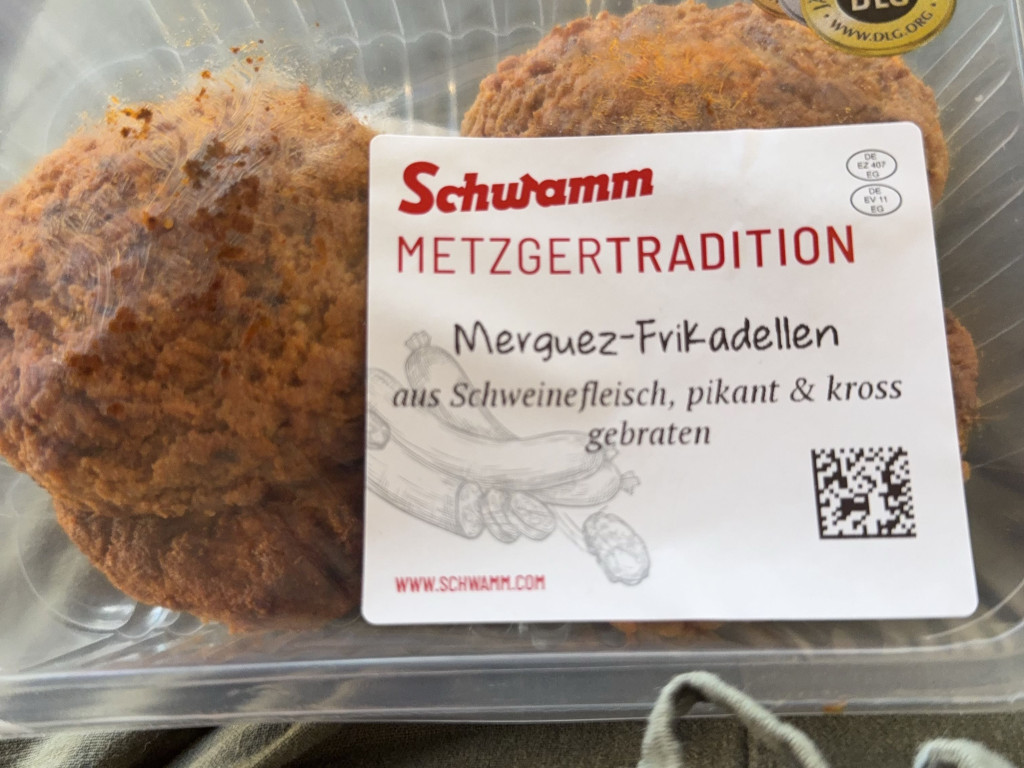 DLG
WWW.DLG.ORG
Schwamm
DE
EZ 407
EG
DE
EV 11
EG
METZGERTRADITION
Merguez-Frikadellen
aus Schweinefleisch, pikant & kross
gebraten
WWW.SCHWAMM.COM